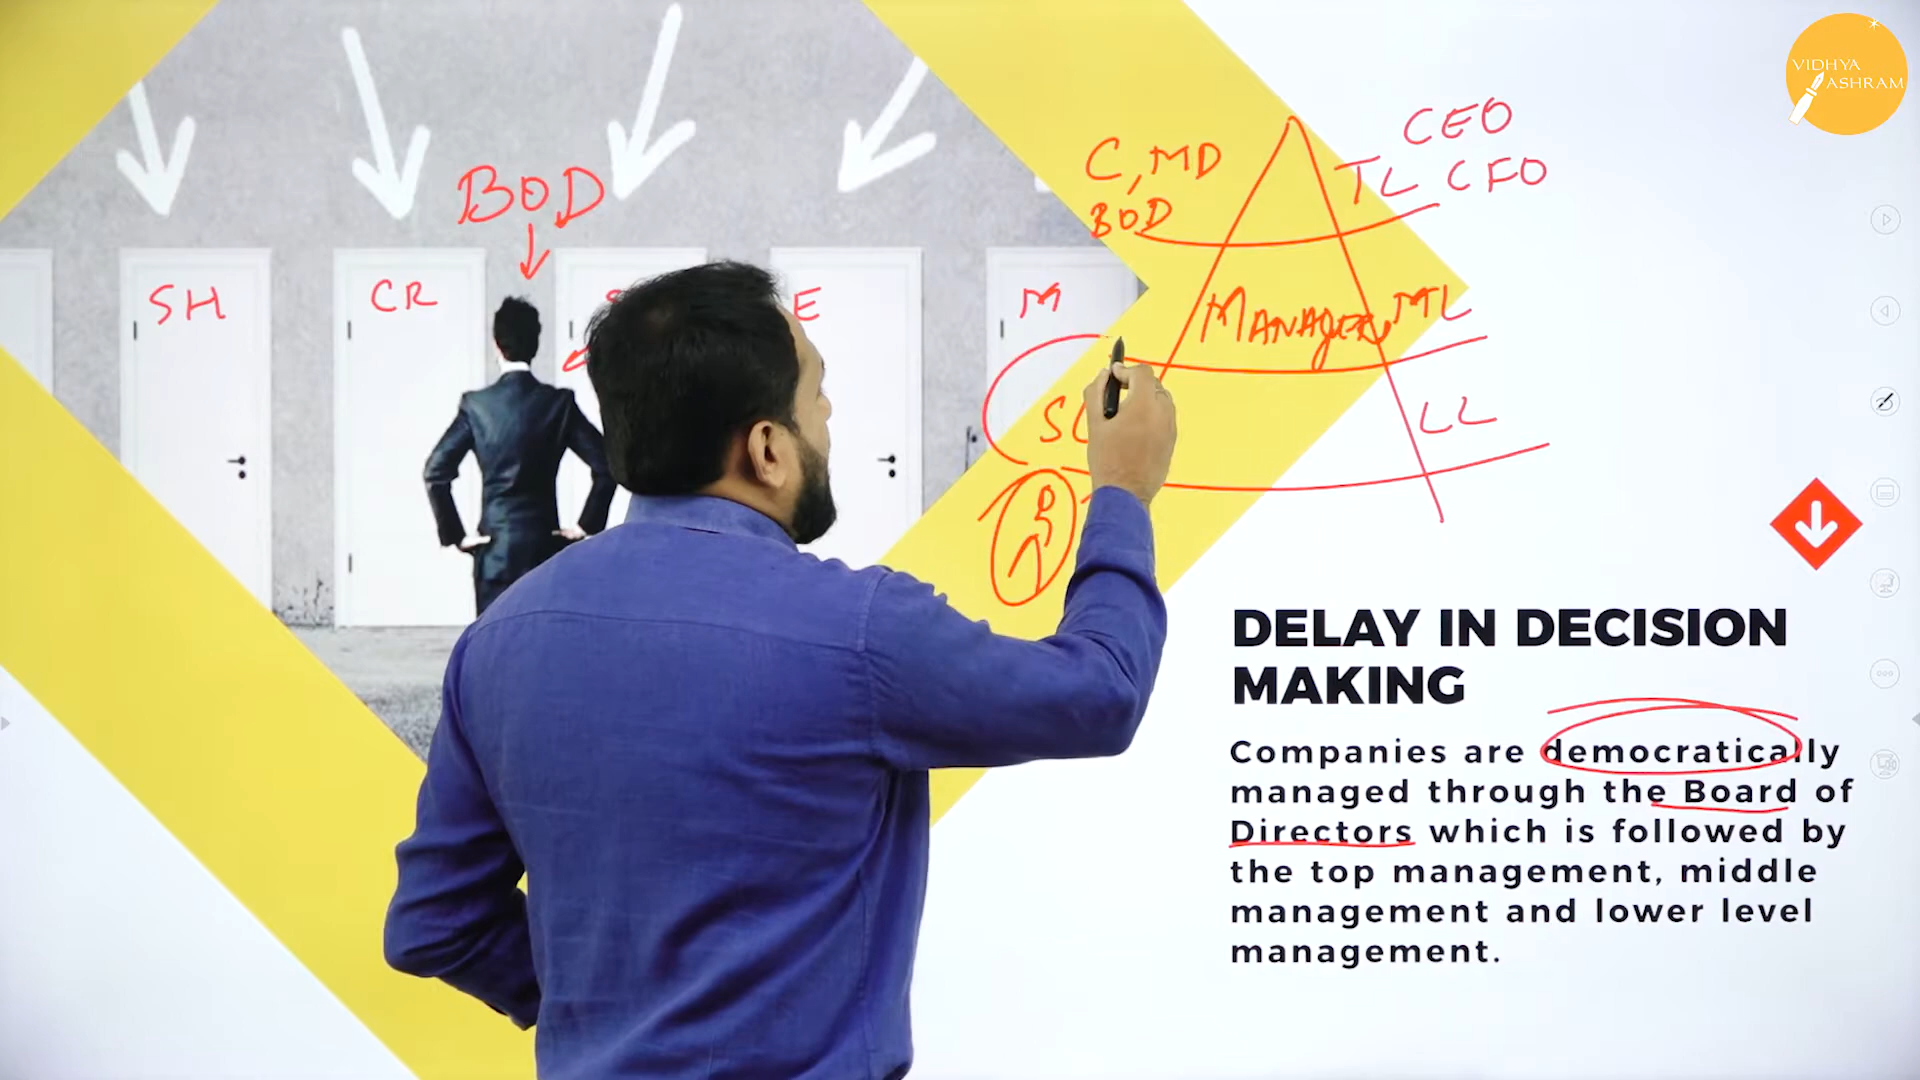 VIDHYA
ASHRAM
CEO
C, MD
TL CFO
BOD
BOD
SH
CR
E
M
MANAGER ML
LL
DELAY IN DECISION
MAKING
Companies are democratically
managed through the Board of
Directors which is followed by
the top management, middle
management and lower level
management.